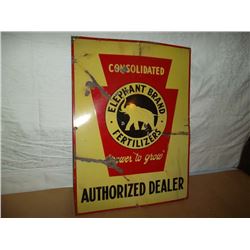 CONSOLIDATED
ELEPHANT BRAND
FERTILIZERS
"power to grow"
AUTHORIZED DEALER